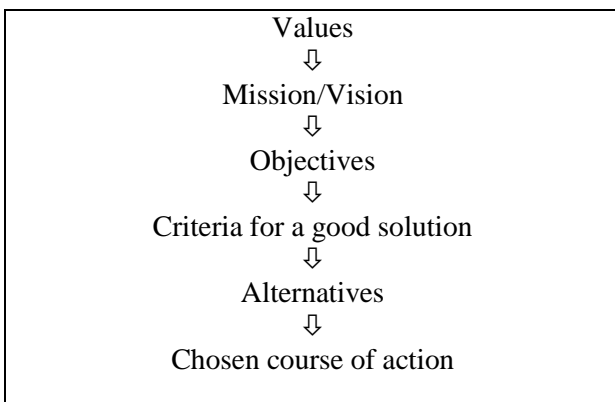 Values
⇩
Mission/Vision
⇩
Objectives
⇩
Criteria for a good solution
⇩
Alternatives
⇩
Chosen course of action